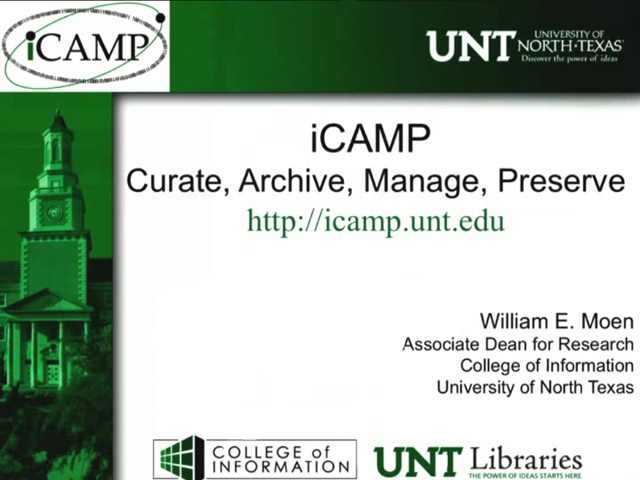 iCAMP
UNT UNIVERSITY OF
NORTH·TEXAS
Discover the power of ideas
iCAMP
Curate, Archive, Manage, Preserve
http://icamp.unt.edu
William E. Moen
Associate Dean for Research
College of Information
University of North Texas
COLLEGE of
INFORMATION
UNT Libraries
THE POWER OF IDEAS STARTS HERE